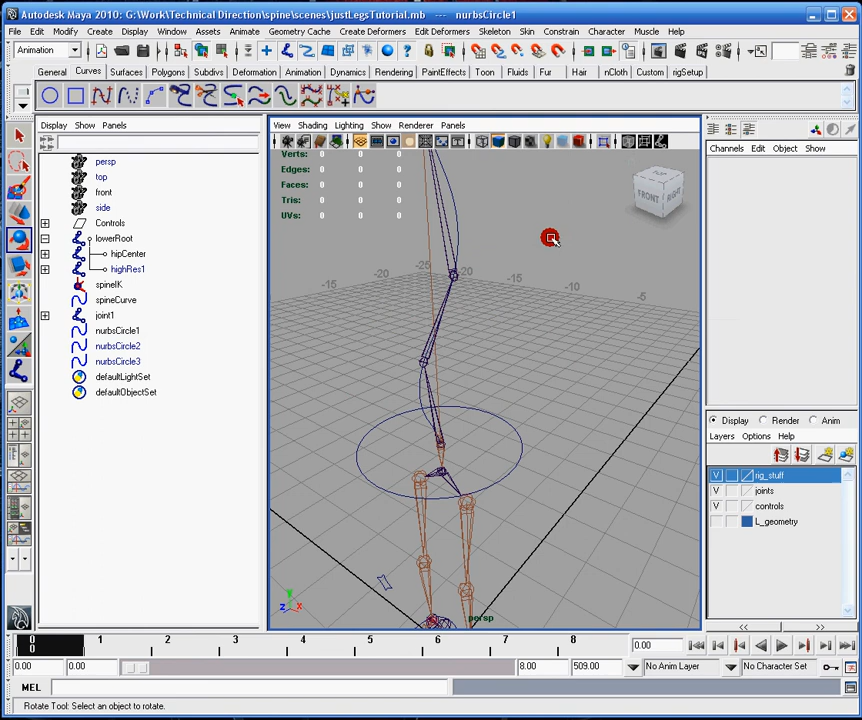 Autodesk Maya 2010: G:\Work\Technical Direction\spine\scenes\justLegsTutorial.mb --- nurbsCircle1
File Edit Modify Create Display Window Assets Animate Geometry Cache Create Deformers Edit Deformers Skeleton Skin Constrain Character Muscle Help
Animation
General Curves Surfaces Polygons Subdivs Deformation Animation Dynamics Rendering PaintEffects Toon Fluids Fur Hair nCloth Custom rigSetup
Display Show Panels
View Shading Lighting Show Renderer Panels
Channels Edit Object Show
persp
top
front
side
Controls
lowerRoot
hipCenter
highRes1
spineIK
spineCurve
joint1
nurbsCircle1
nurbsCircle2
nurbsCircle3
defaultLightSet
defaultObjectSet
Verts: 0 0 0
Edges: 0 0 0
Faces: 0 0 0
Tris: 0 0 0
UVs: 0 0 0
TOP
FRONT RIGHT
-25 -20 -15
-15 -20 -10 -5
persp
Display Render Anim
Layers Options Help
V rig_stuff
V joints
V controls
L_geometry
0 1 2 3 4 5 6 7 8
0
0.00
0.00 0.00 8.00 509.00 No Anim Layer No Character Set
MEL
Rotate Tool: Select an object to rotate.